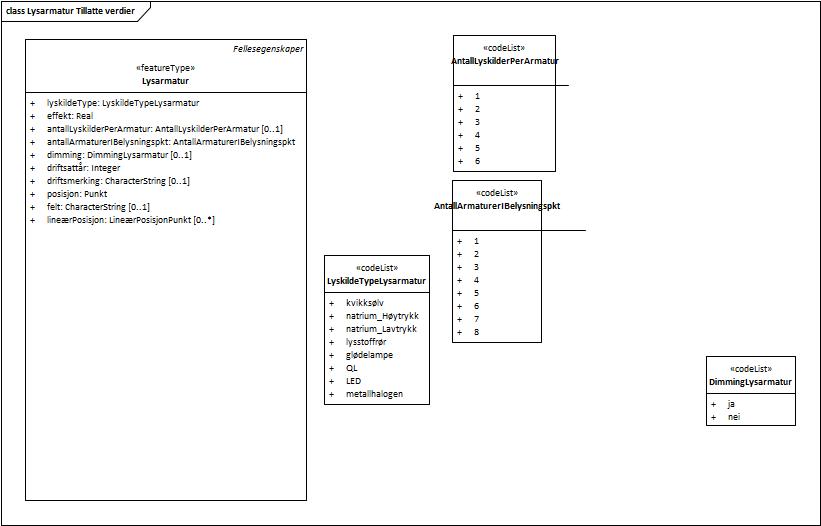 class Lysarmatur Tillatte verdier
Fellesegenskaper
«featureType»
Lysarmatur
+ lyskildeType: LyskildeTypeLysarmatur
+ effekt: Real
+ antallLyskilderPerArmatur: AntallLyskilderPerArmatur [0..1]
+ antallArmaturerIBelysningspkt: AntallArmaturerIBelysningspkt
+ dimming: DimmingLysarmatur [0..1]
+ driftsattår: Integer
+ driftsmerking: CharacterString [0..1]
+ posisjon: Punkt
+ felt: CharacterString [0..1]
+ lineærPosisjon: LineærPosisjonPunkt [0..*]
«codeList»
AntallLyskilderPerArmatur
+ 1
+ 2
+ 3
+ 4
+ 5
+ 6
«codeList»
AntallArmaturerIBelysningspkt
+ 1
+ 2
+ 3
+ 4
+ 5
+ 6
+ 7
+ 8
«codeList»
LyskildeTypeLysarmatur
+ kvikksølv
+ natrium_Høytrykk
+ natrium_Lavtrykk
+ lysstoffrør
+ glødelampe
+ QL
+ LED
+ metallhalogen
«codeList»
DimmingLysarmatur
+ ja
+ nei